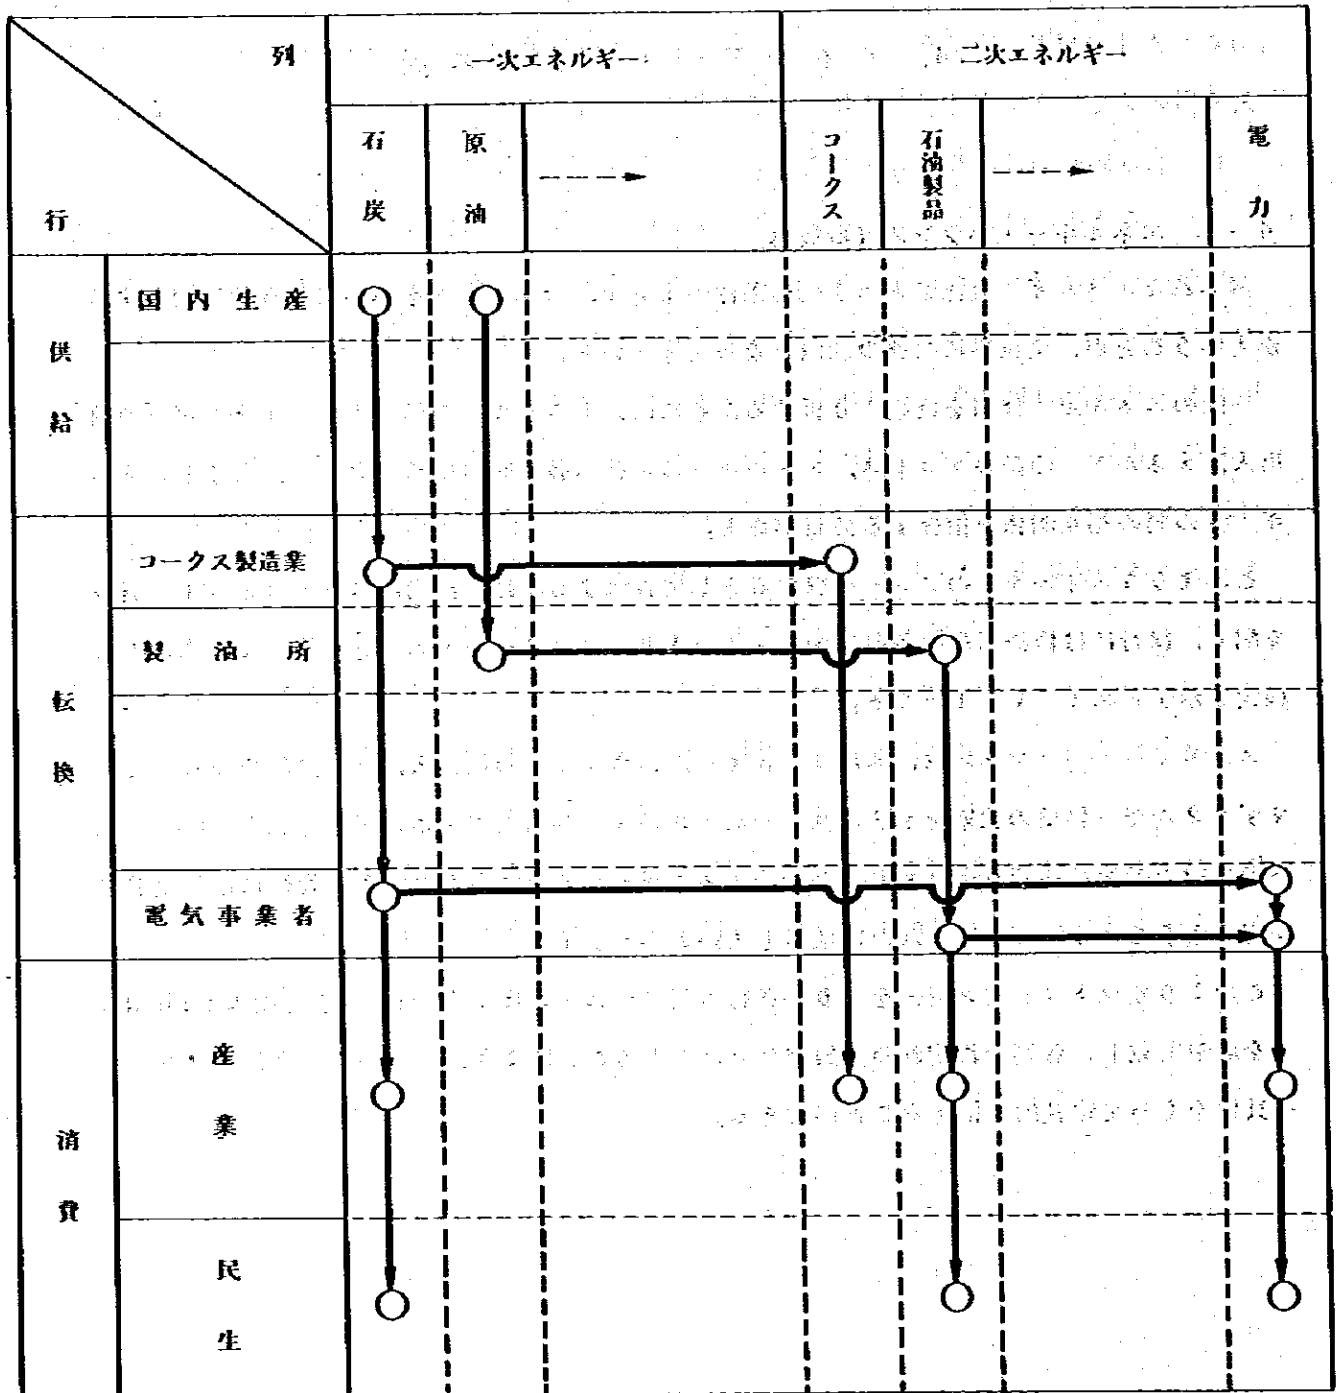 列
行
一次エネルギー
二次エネルギー
石炭
原油
コークス
石油製品
電力
供給
国内生産
転換
コークス製造業
製油所
電気事業者
消費
産業
民生